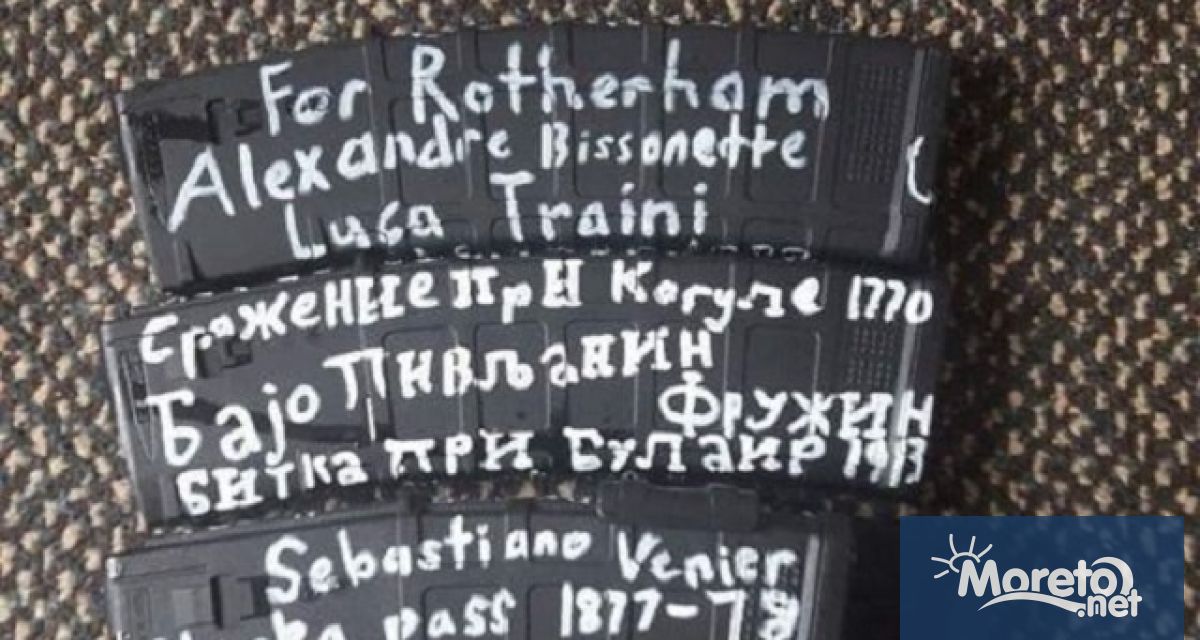 For Rotherham
Alexandre Bissonette
Luca Traini
Сражение при Кагуле 1770
Бајо Пивљанин
Фружин
Битка при Булаир 1913
Sebastiano Venier
pass 1877-78
Moreto
.net